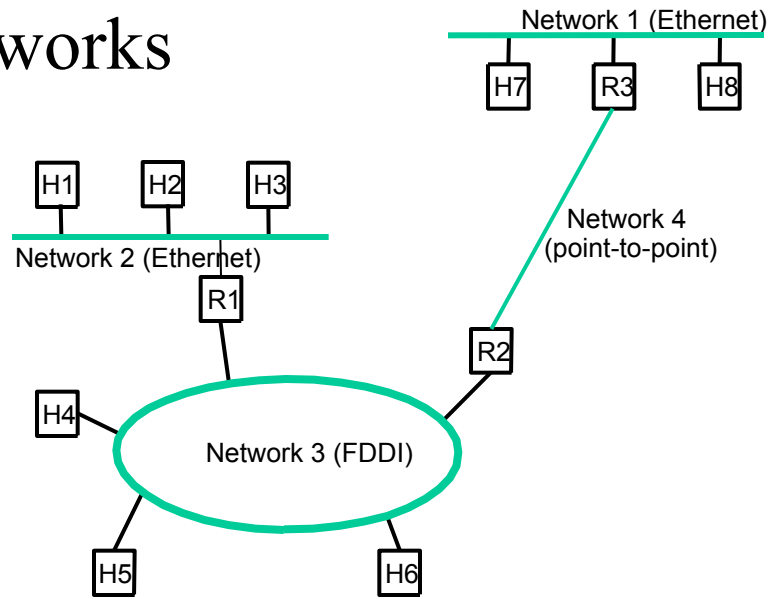 works
Network 1 (Ethernet)
H7
R3
H8
H1
H2
H3
Network 4
(point-to-point)
Network 2 (Ethernet)
R1
R2
H4
Network 3 (FDDI)
H5
H6